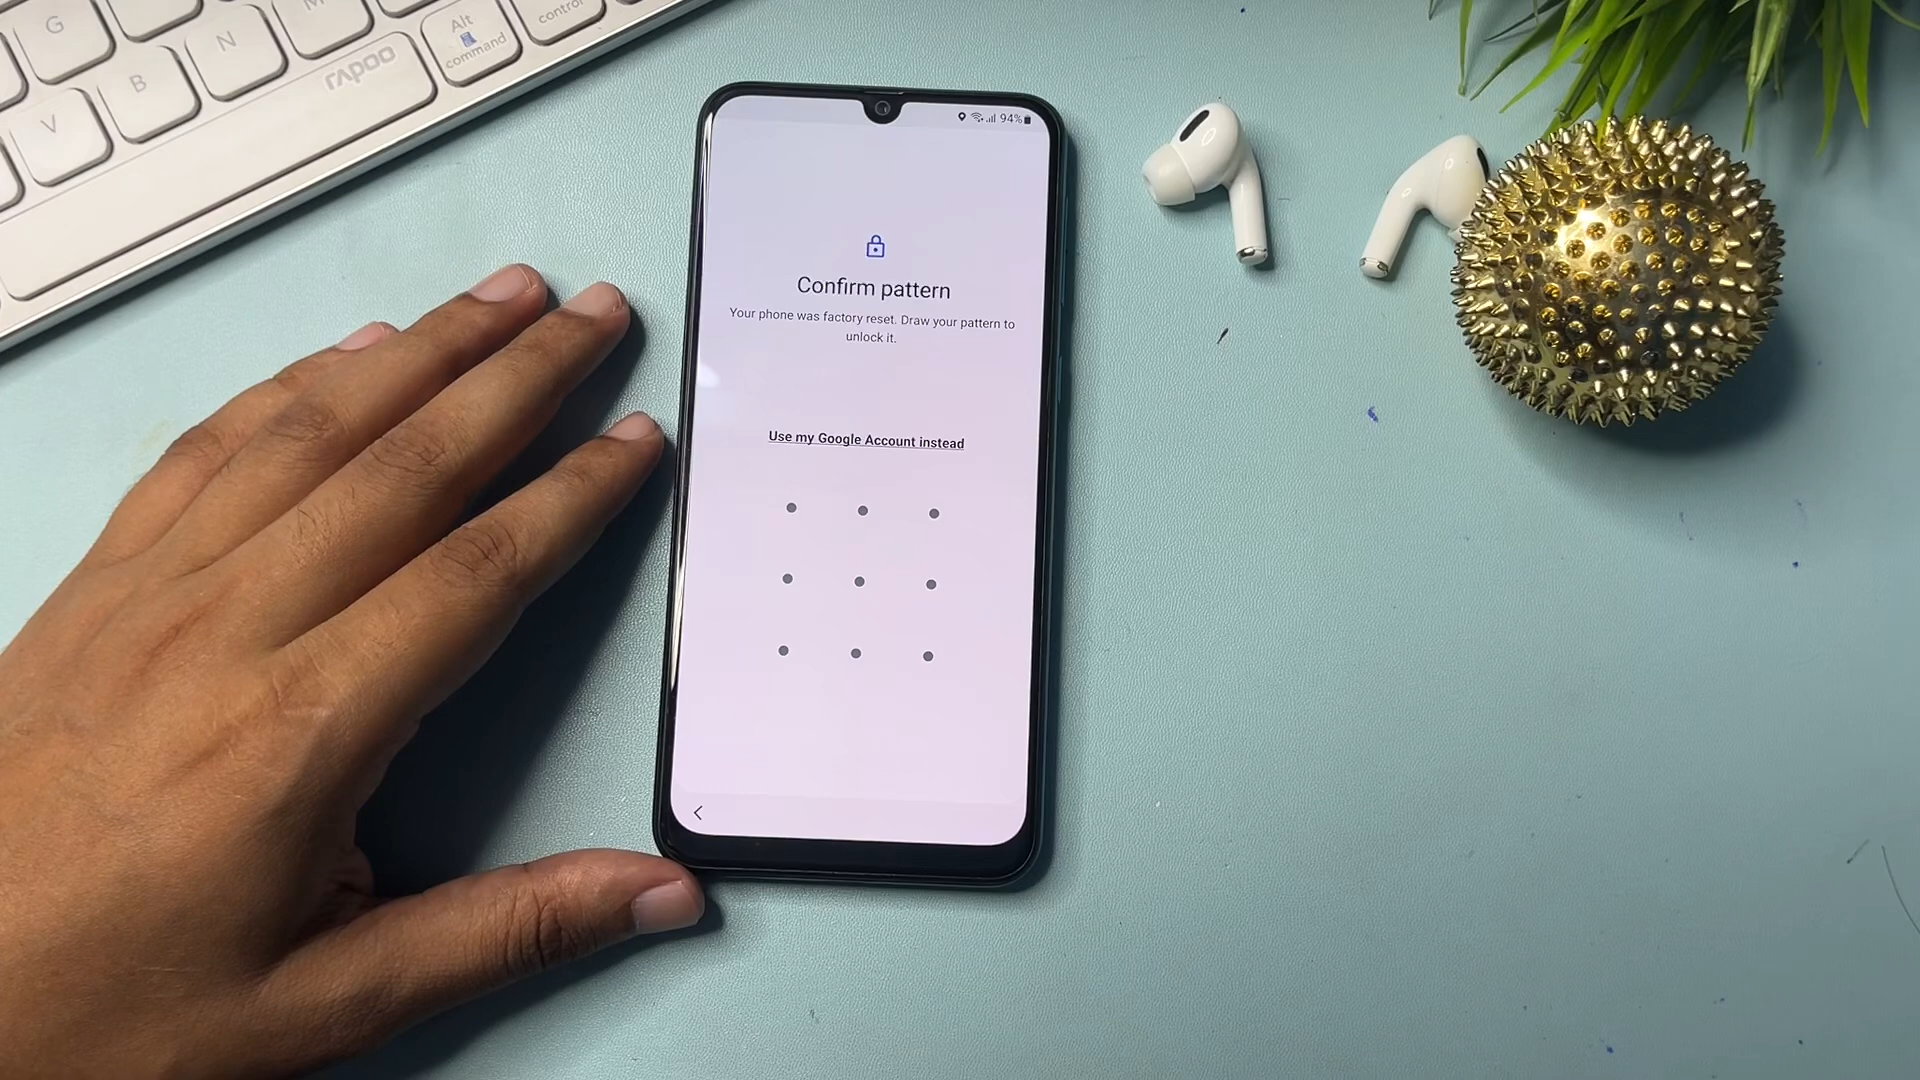 G
M
Alt
command
control
B
N
rapoo
V
94%
Confirm pattern
Your phone was factory reset. Draw your pattern to
unlock it.
Use my Google Account instead